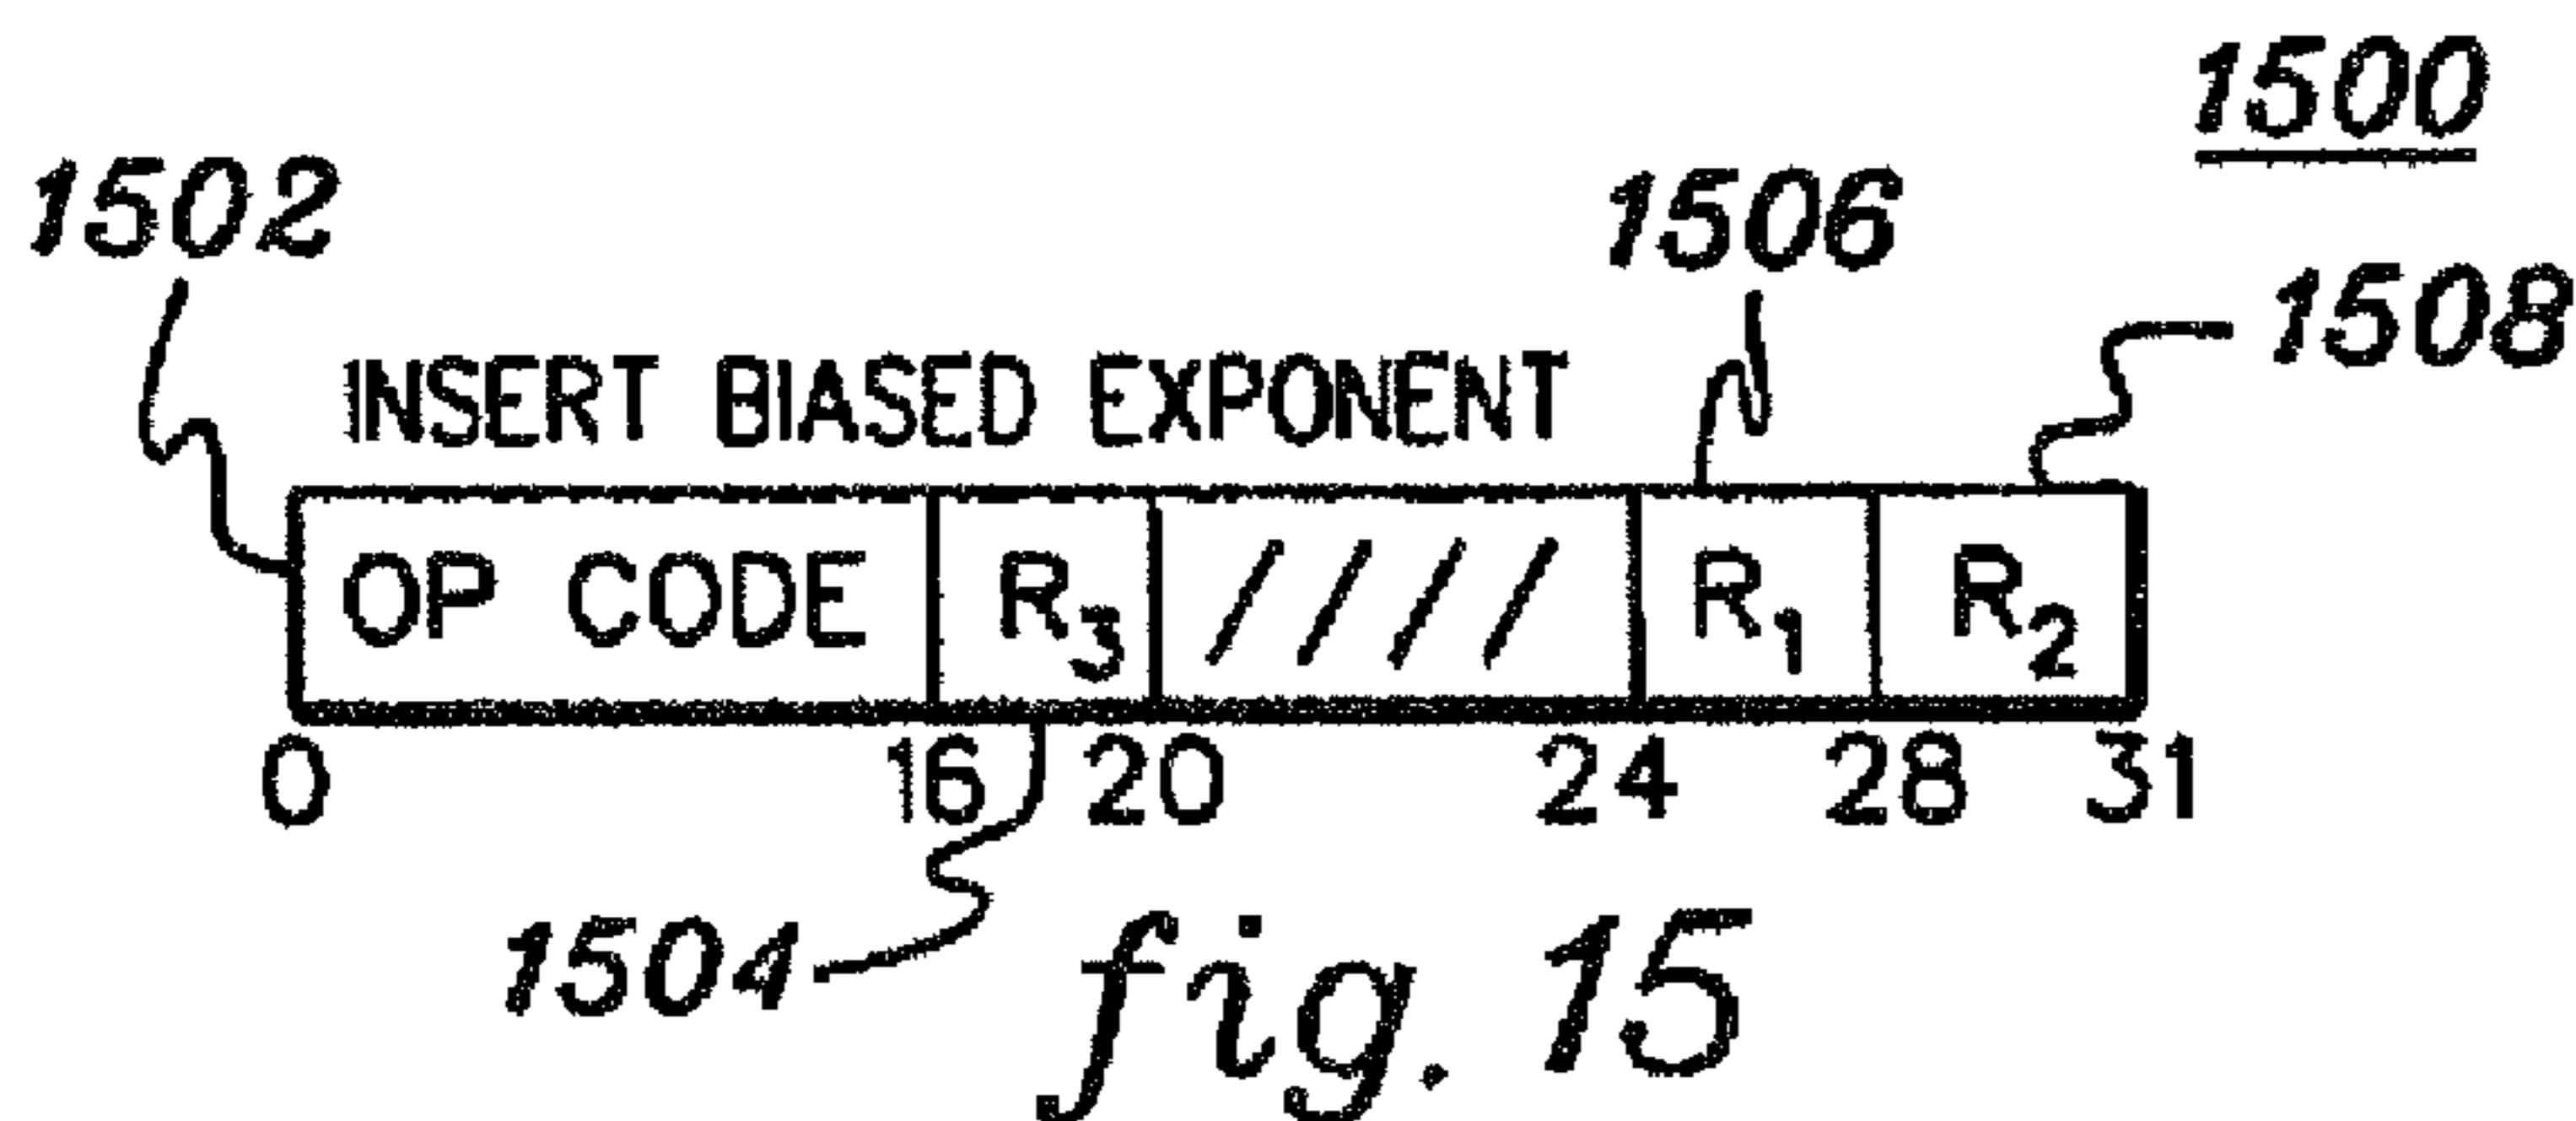 1500
1502
1506
1508
INSERT BIASED EXPONENT
OP CODE R3 //// R1 R2
0 16 20 24 28 31
1504
fig. 15